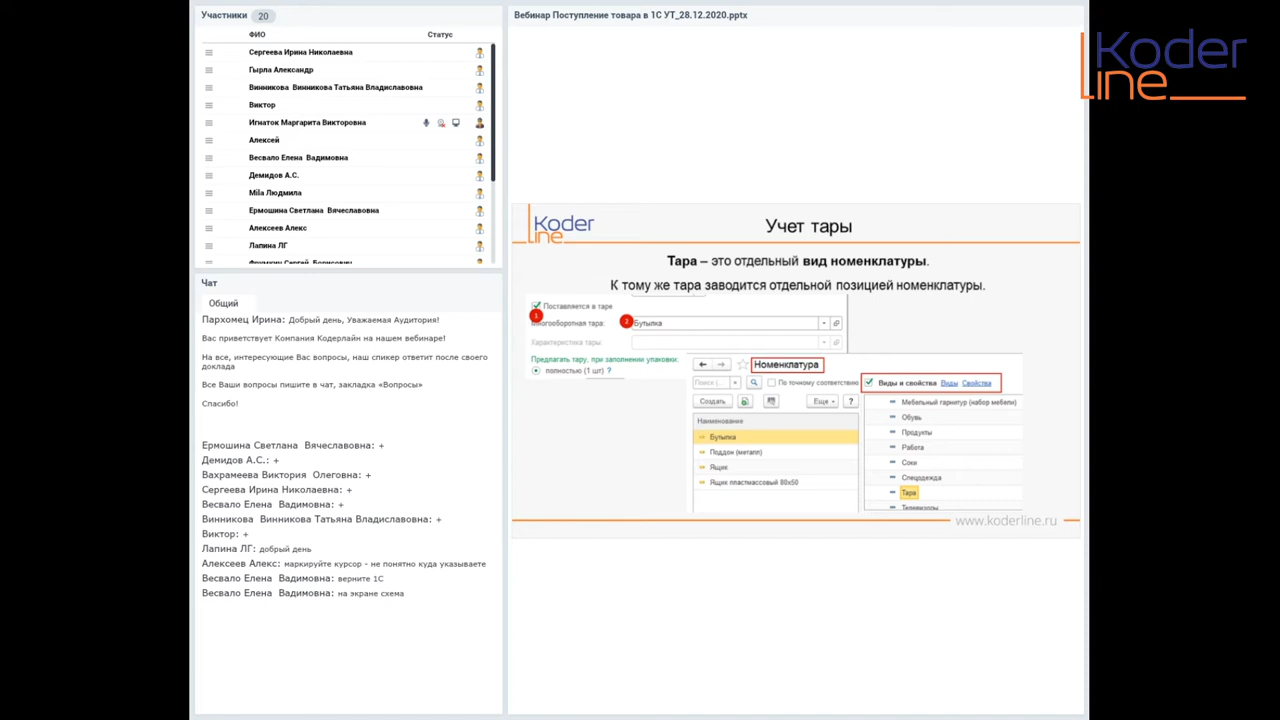 Участники 20
ФИО Статус
Сергеева Ирина Николаевна
Гырла Александр
Винникова Винникова Татьяна Владиславовна
Виктор
Игнаток Маргарита Викторовна
Алексей
Весвало Елена Вадимовна
Демидов А.С.
Mila Людмила
Ермошина Светлана Вячеславовна
Алексеев Алекс
Лапина ЛГ
Фрумкин Сергей Борисович
Чат
Общий
Пархомец Ирина: Добрый день, Уважаемая Аудитория!
Вас приветствует Компания Кодерлайн на нашем вебинаре!
На все, интересующие Вас вопросы, наш спикер ответит после своего
доклада
Все Ваши вопросы пишите в чат, закладка «Вопросы»
Спасибо!
Ермошина Светлана Вячеславовна: +
Демидов А.С.: +
Вахрамеева Виктория Олеговна: +
Сергеева Ирина Николаевна: +
Весвало Елена Вадимовна: +
Винникова Винникова Татьяна Владиславовна: +
Виктор: +
Лапина ЛГ: добрый день
Алексеев Алекс: маркируйте курсор - не понятно куда указываете
Весвало Елена Вадимовна: верните 1С
Весвало Елена Вадимовна: на экране схема
Вебинар Поступление товара в 1С УТ_28.12.2020.pptx
Koder
line
Koder
line
Учет тары
Тара – это отдельный вид номенклатуры.
К тому же тара заводится отдельной позицией номенклатуры.
Поставляется в таре
1
Многооборотная тара: 2 Бутылка
Характеристика тары:
Предлагать тару, при заполнении упаковки:
полностью (1 шт) ?
Номенклатура
Поиск (... По точному соответствию
Виды и свойства Виды Свойства
Создать Еще ?
Наименование
Бутылка
Поддон (металл)
Ящик
Ящик пластмассовый 80х50
Мебельный гарнитур (набор мебели)
Обувь
Продукты
Работа
Соки
Спецодежда
Тара
Телевизоры
www.koderline.ru